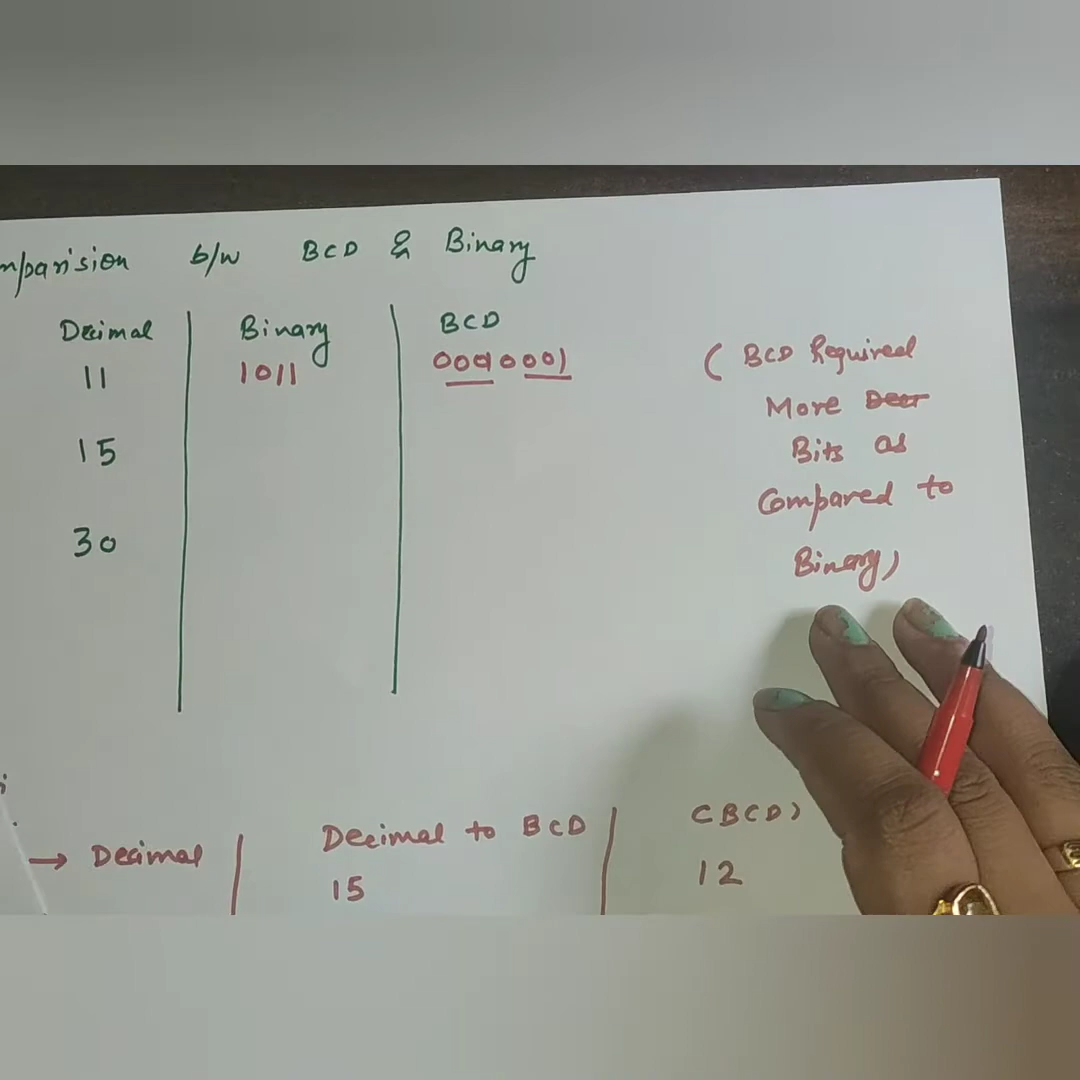 mparision b/w BCD & Binary
Decimal Binary BCD
11 1011 00010001
15
30
( BCD Required
More
Bits as
Compared to
Binary)
→ Decimal Decimal to BCD (BCD)
15 12